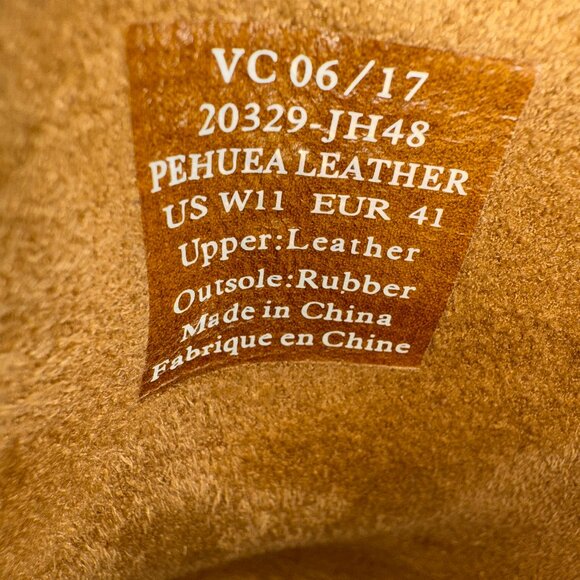 VC 06/17
20329-JH48
PEHUEA LEATHER
US W11 EUR 41
Upper:Leather
Outsole:Rubber
Made in China
Fabrique en Chine